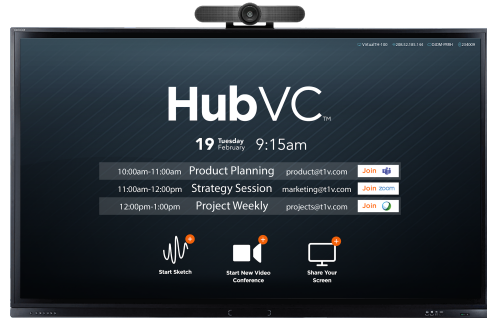 HubVC™
19 Tuesday February 9:15am
10:00am-11:00am Product Planning product@t1v.com Join
11:00am-12:00pm Strategy Session marketing@t1v.com Join zoom
12:00pm-1:00pm Project Weekly projects@t1v.com Join
Start Sketch
Start New Video
Conference
Share Your
Screen